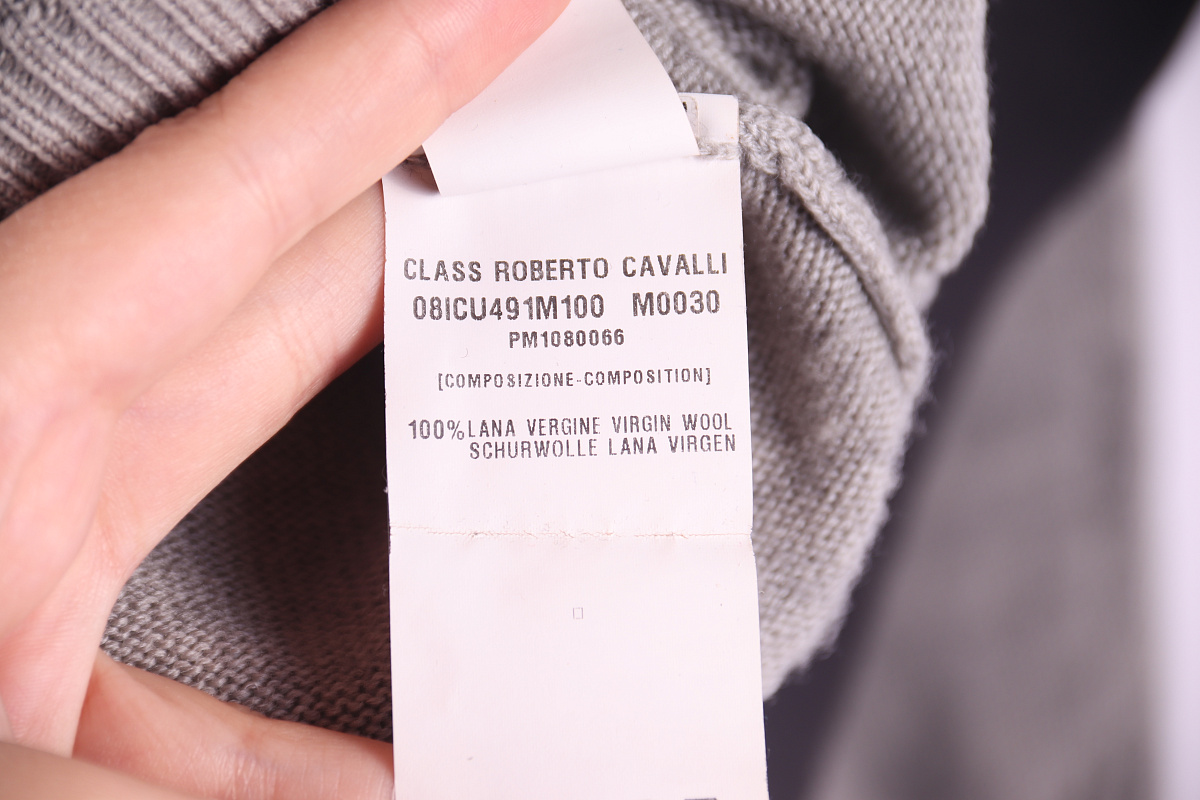 CLASS ROBERTO CAVALLI
08ICU491M100 M0030
PM1080066
[COMPOSIZIONE-COMPOSITION]
100% LANA VERGINE VIRGIN WOOL
SCHURWOLLE LANA VIRGEN